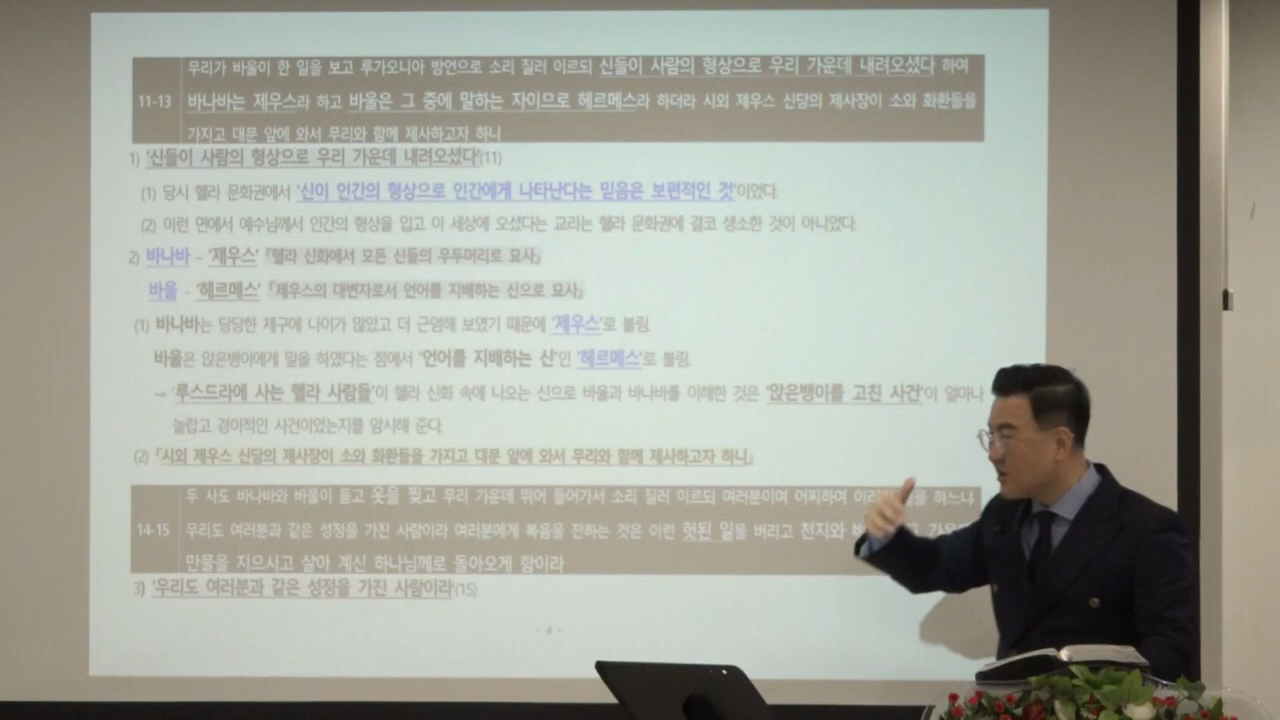 무리가 바울이 한 일을 보고 루가오니아 방언으로 소리 질러 이르되 신들이 사람의 형상으로 우리 가운데 내려오셨다 하여
11-13 바나바는 제우스라 하고 바울은 그 중에 말하는 자이므로 헤르메스라 하더라 시외 제우스 신당의 제사장이 소와 화환들을
가지고 대문 앞에 와서 무리와 함께 제사하고자 하니
1) '신들이 사람의 형상으로 우리 가운데 내려오셨다'(11)
(1) 당시 헬라 문화권에서 '신이 인간의 형상으로 인간에게 나타난다는 믿음은 보편적인 것'이었다.
(2) 이런 면에서 예수님께서 인간의 형상을 입고 이 세상에 오셨다는 교리는 헬라 문화권에 결코 생소한 것이 아니었다.
2) 바나바 - '제우스' 『헬라 신화에서 모든 신들의 우두머리로 묘사』
바울 - '헤르메스' 『제우스의 대변자로서 언어를 지배하는 신으로 묘사』
(1) 바나바는 당당한 체구에 나이가 많았고 더 근엄해 보였기 때문에 '제우스'로 불림.
바울은 앉은뱅이에게 말을 하였다는 점에서 '언어를 지배하는 신'인 '헤르메스'로 불림.
→ '루스드라에 사는 헬라 사람들'이 헬라 신화 속에 나오는 신으로 바울과 바나바를 이해한 것은 '앉은뱅이를 고친 사건'이 얼마나
놀랍고 경이적인 사건이었는지를 암시해 준다.
(2) 『시외 제우스 신당의 제사장이 소와 화환들을 가지고 대문 앞에 와서 무리와 함께 제사하고자 하니』
두 사도 바나바와 바울이 듣고 옷을 찢고 무리 가운데 뛰어 들어가서 소리 질러 이르되 여러분이여 어찌하여 하느냐
14-15 우리도 여러분과 같은 성정을 가진 사람이라 여러분에게 복음을 전하는 것은 이런 헛된 일을 버리고 천지와
만물을 지으시고 살아 계신 하나님께로 돌아오게 함이라
3) '우리도 여러분과 같은 성정을 가진 사람이라'(15)
- 4 -